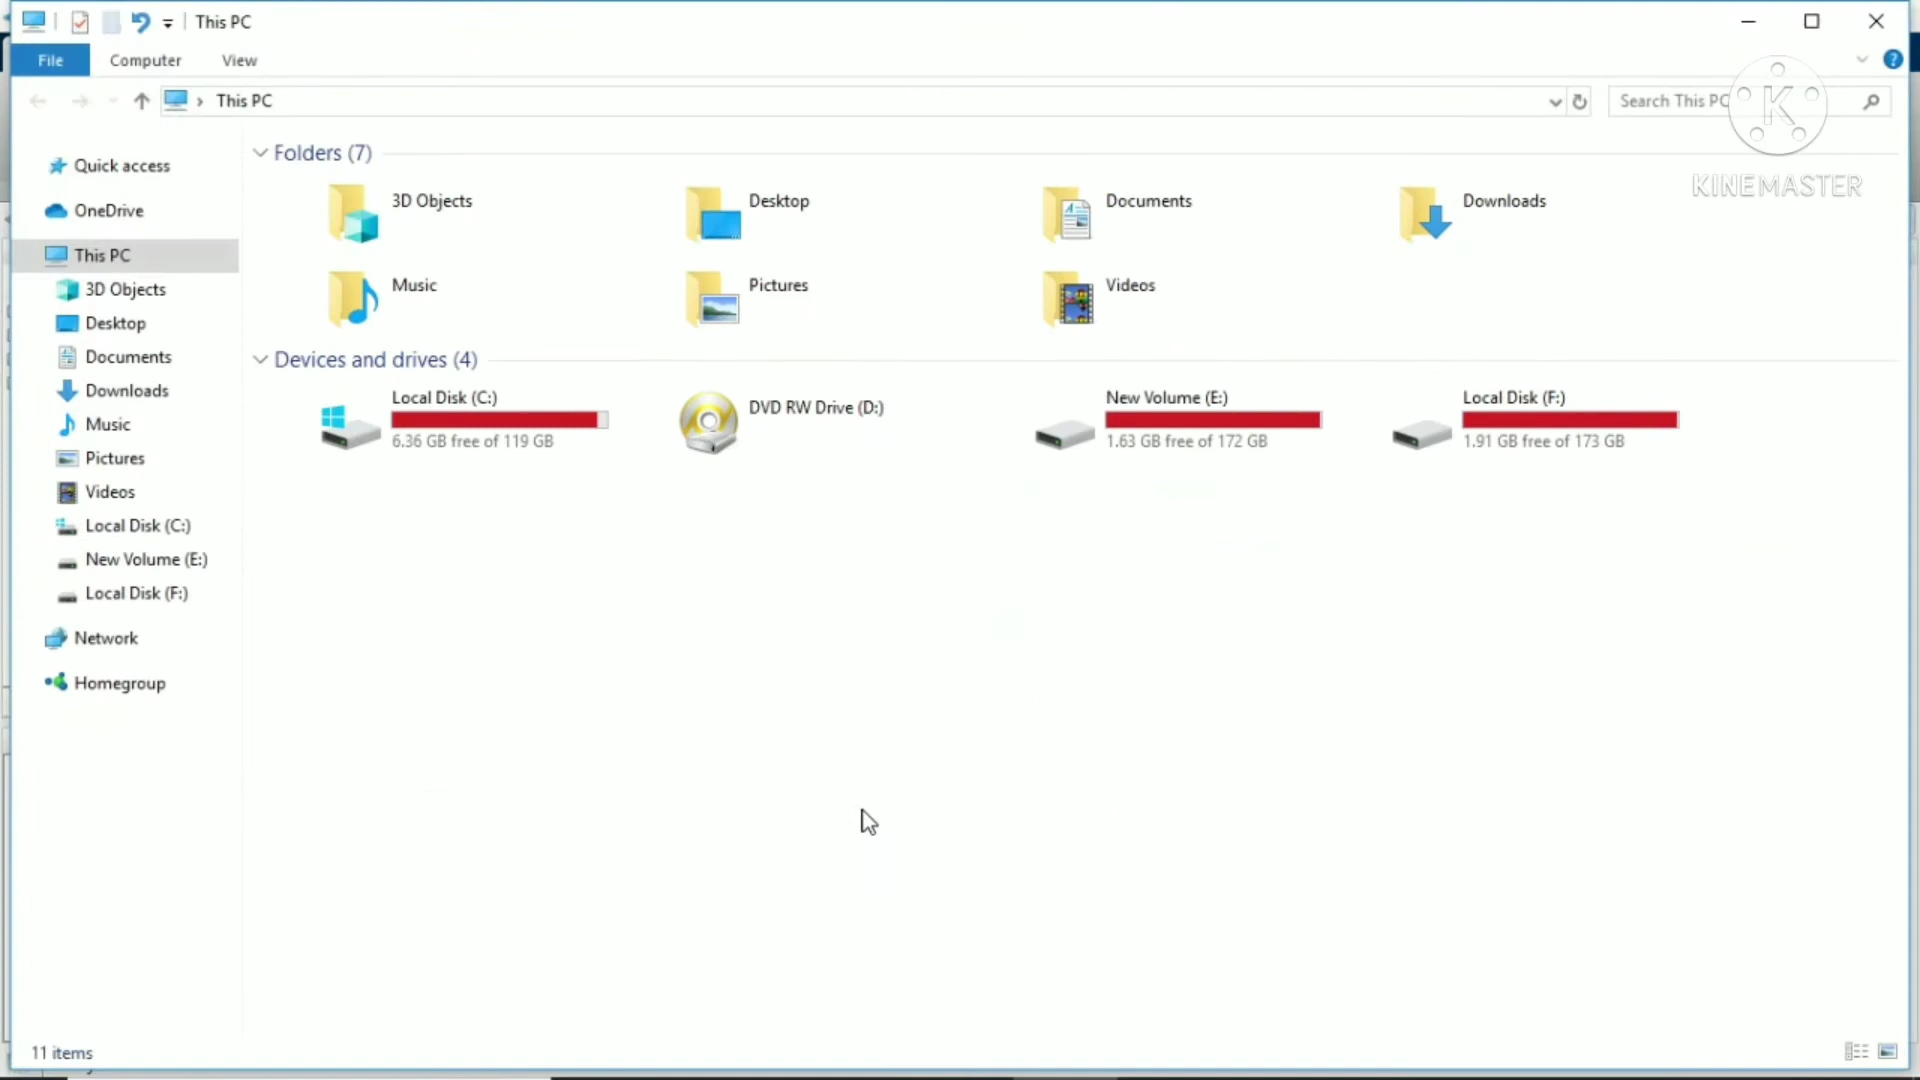 This PC
File Computer View
This PC
Search This PC
K
KINEMASTER
Quick access
OneDrive
This PC
3D Objects
Desktop
Documents
Downloads
Music
Pictures
Videos
Local Disk (C:)
New Volume (E:)
Local Disk (F:)
Network
Homegroup
Folders (7)
3D Objects
Desktop
Documents
Downloads
Music
Pictures
Videos
Devices and drives (4)
Local Disk (C:)
6.36 GB free of 119 GB
DVD RW Drive (D:)
New Volume (E:)
1.63 GB free of 172 GB
Local Disk (F:)
1.91 GB free of 173 GB
11 items